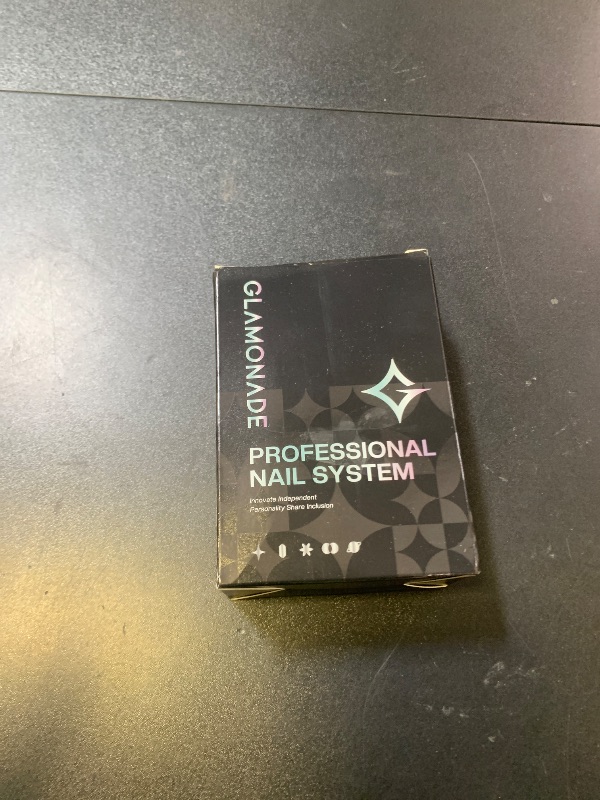 GLAMONADE
PROFESSIONAL
NAIL SYSTEM
Innovate Independent
Personality Share Inclusion